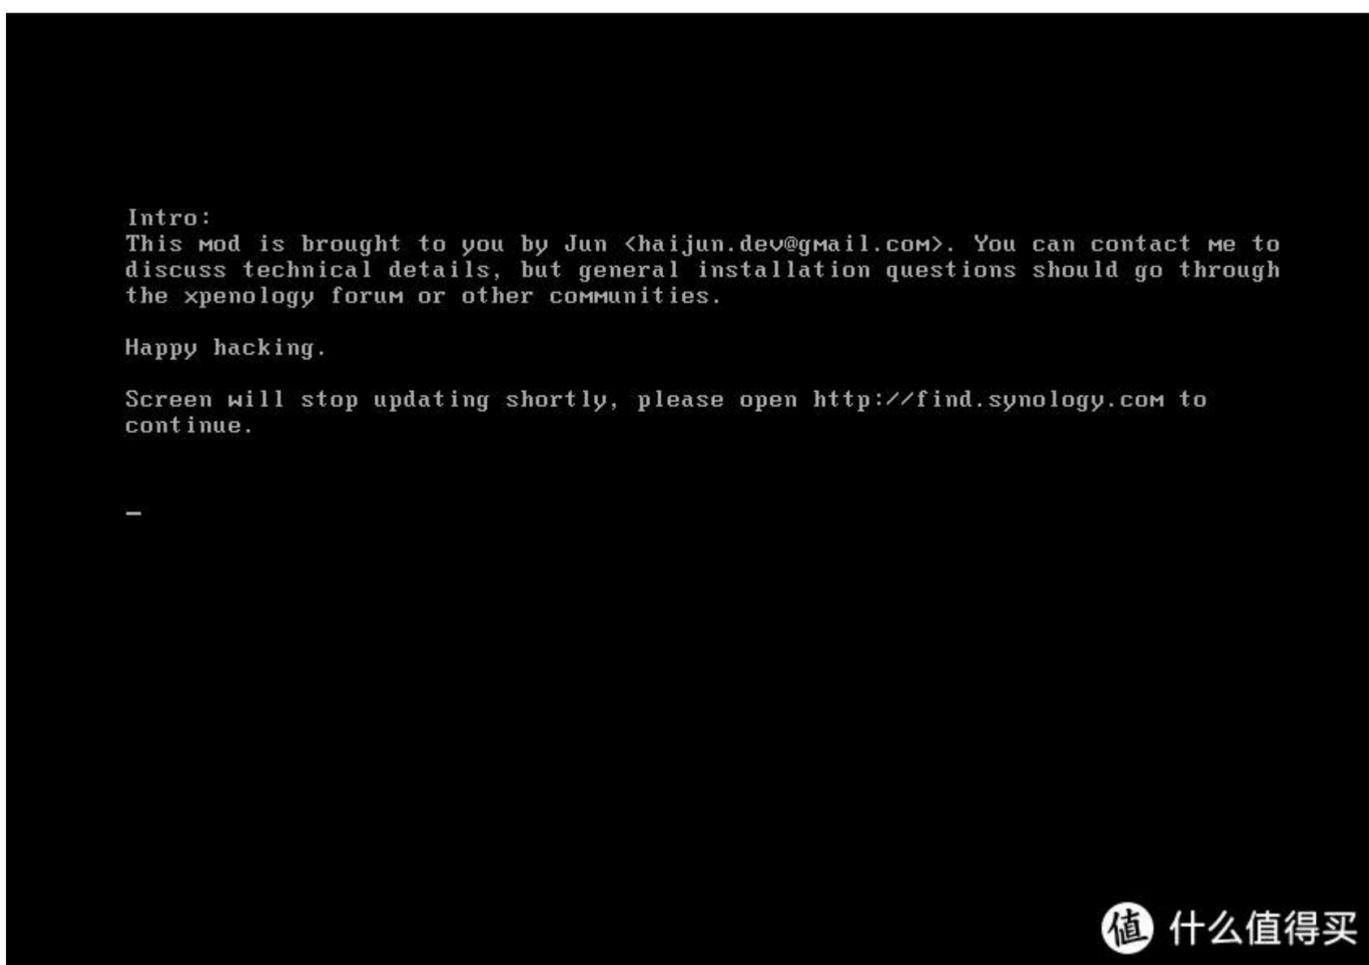 Intro:
This mod is brought to you by Jun <haijun.dev@gmail.com>. You can contact me to
discuss technical details, but general installation questions should go through
the xpenology forum or other communities.
Happy hacking.
Screen will stop updating shortly, please open http://find.synology.com to
continue.
值 什么值得买